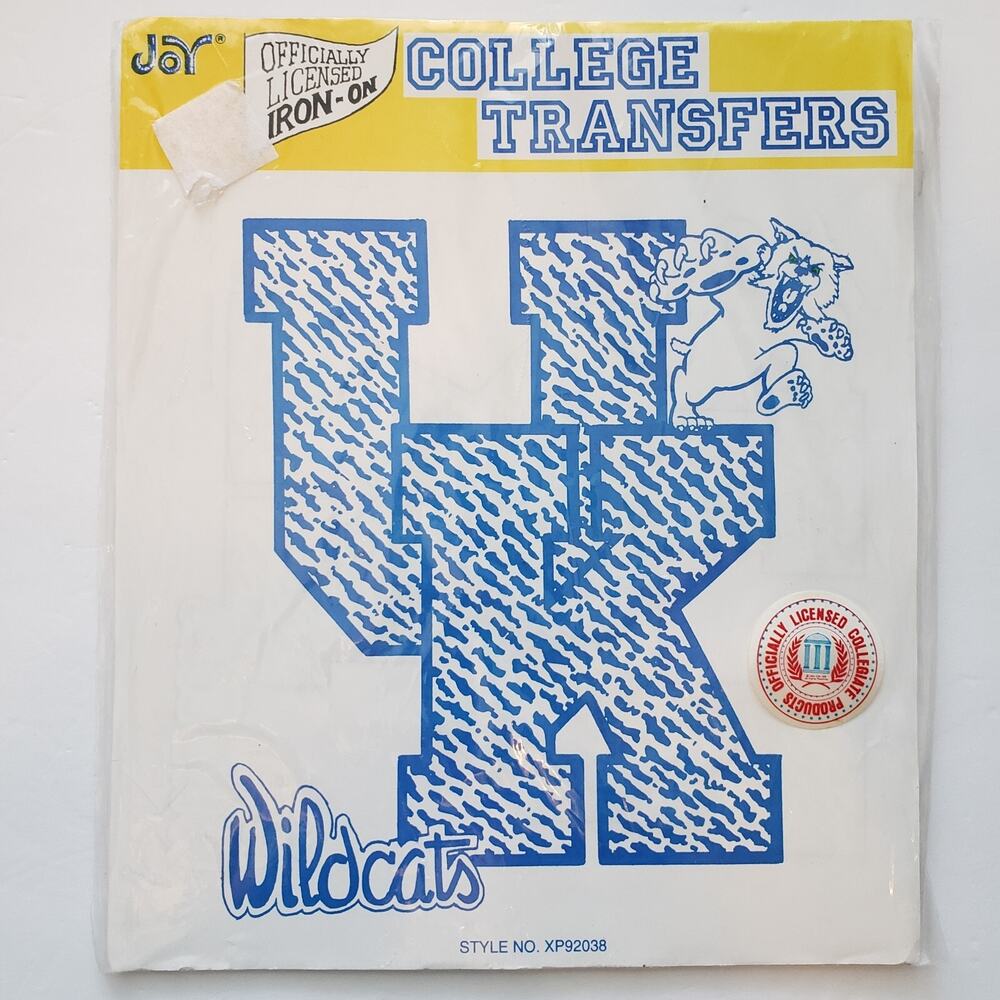 JOY®
OFFICIALLY
LICENSED
IRON-ON
COLLEGE
TRANSFERS
UK
OFFICIALLY LICENSED COLLEGIATE PRODUCTS
Wildcats
STYLE NO. XP92038